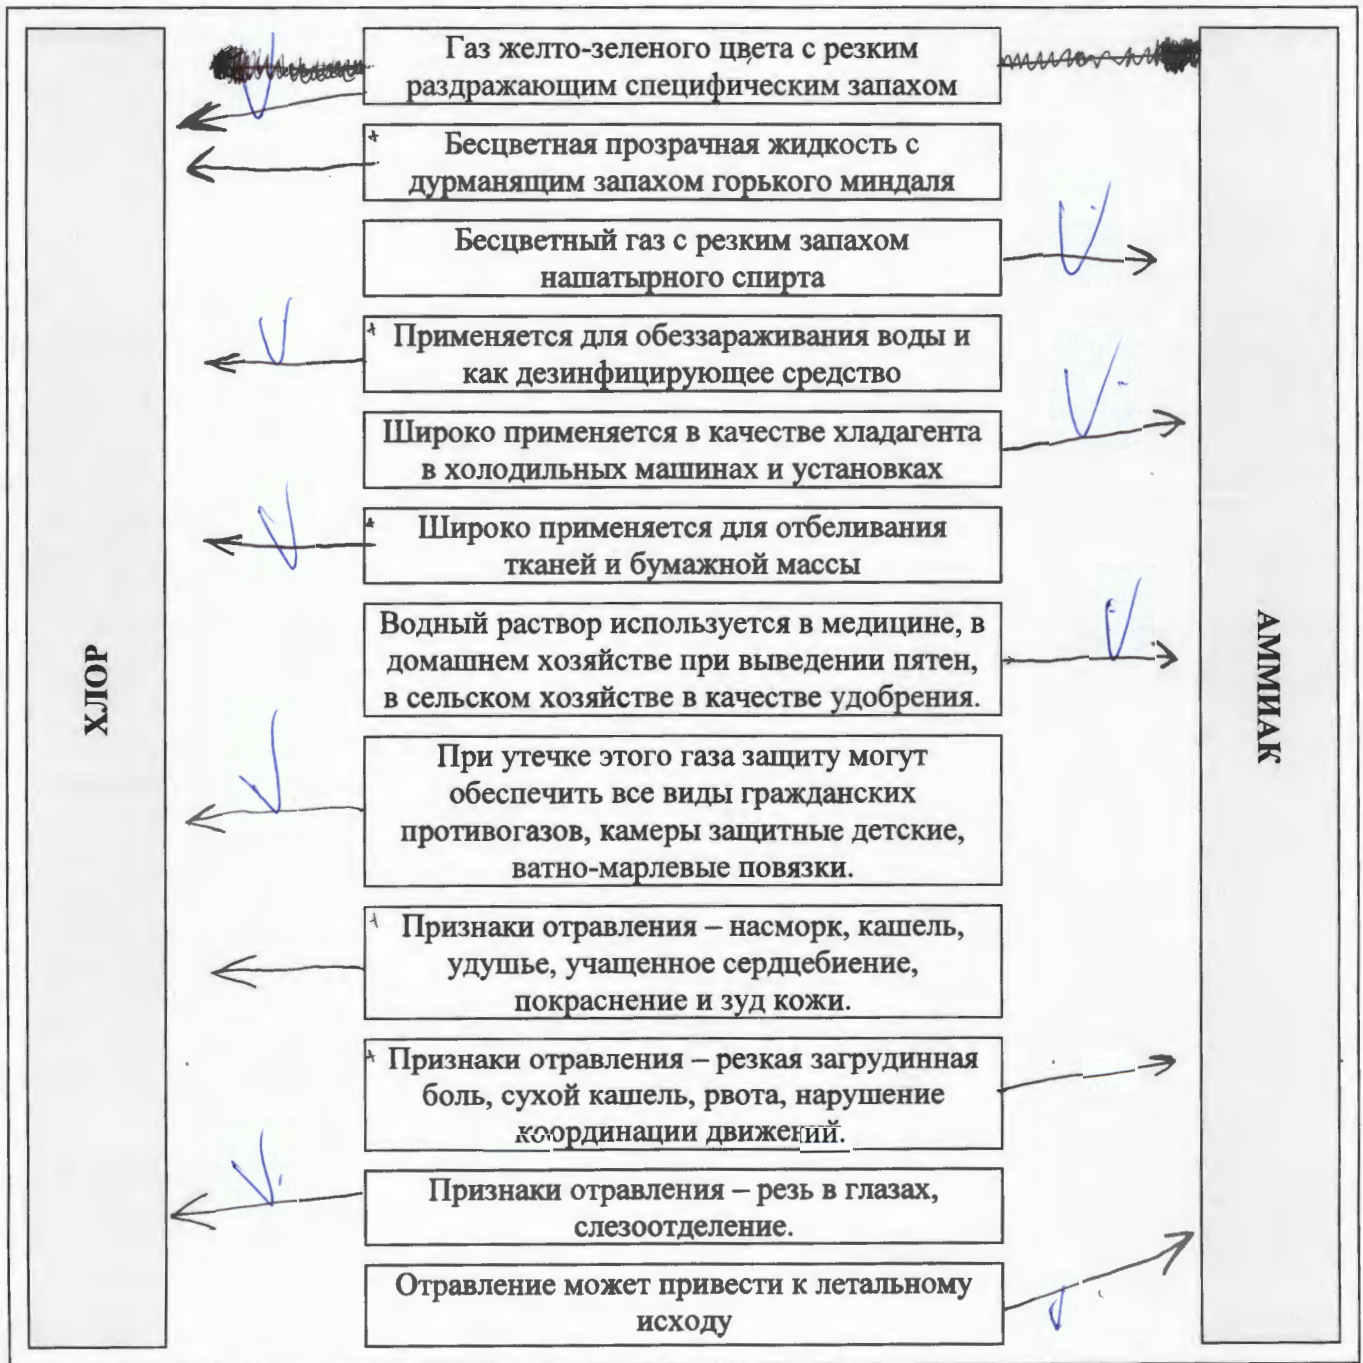 Газ желто-зеленого цвета с резким
раздражающим специфическим запахом
Бесцветная прозрачная жидкость с
дурманящим запахом горького миндаля
Бесцветный газ с резким запахом
нашатырного спирта
Применяется для обеззараживания воды и
как дезинфицирующее средство
Широко применяется в качестве хладагента
в холодильных машинах и установках
Широко применяется для отбеливания
тканей и бумажной массы
ХЛОР
Водный раствор используется в медицине, в
домашнем хозяйстве при выведении пятен,
в сельском хозяйстве в качестве удобрения.
АММИАК
При утечке этого газа защиту могут
обеспечить все виды гражданских
противогазов, камеры защитные детские,
ватно-марлевые повязки.
Признаки отравления – насморк, кашель,
удушье, учащенное сердцебиение,
покраснение и зуд кожи.
Признаки отравления – резкая загрудинная
боль, сухой кашель, рвота, нарушение
координации движений.
Признаки отравления – резь в глазах,
слезоотделение.
Отравление может привести к летальному
исходу